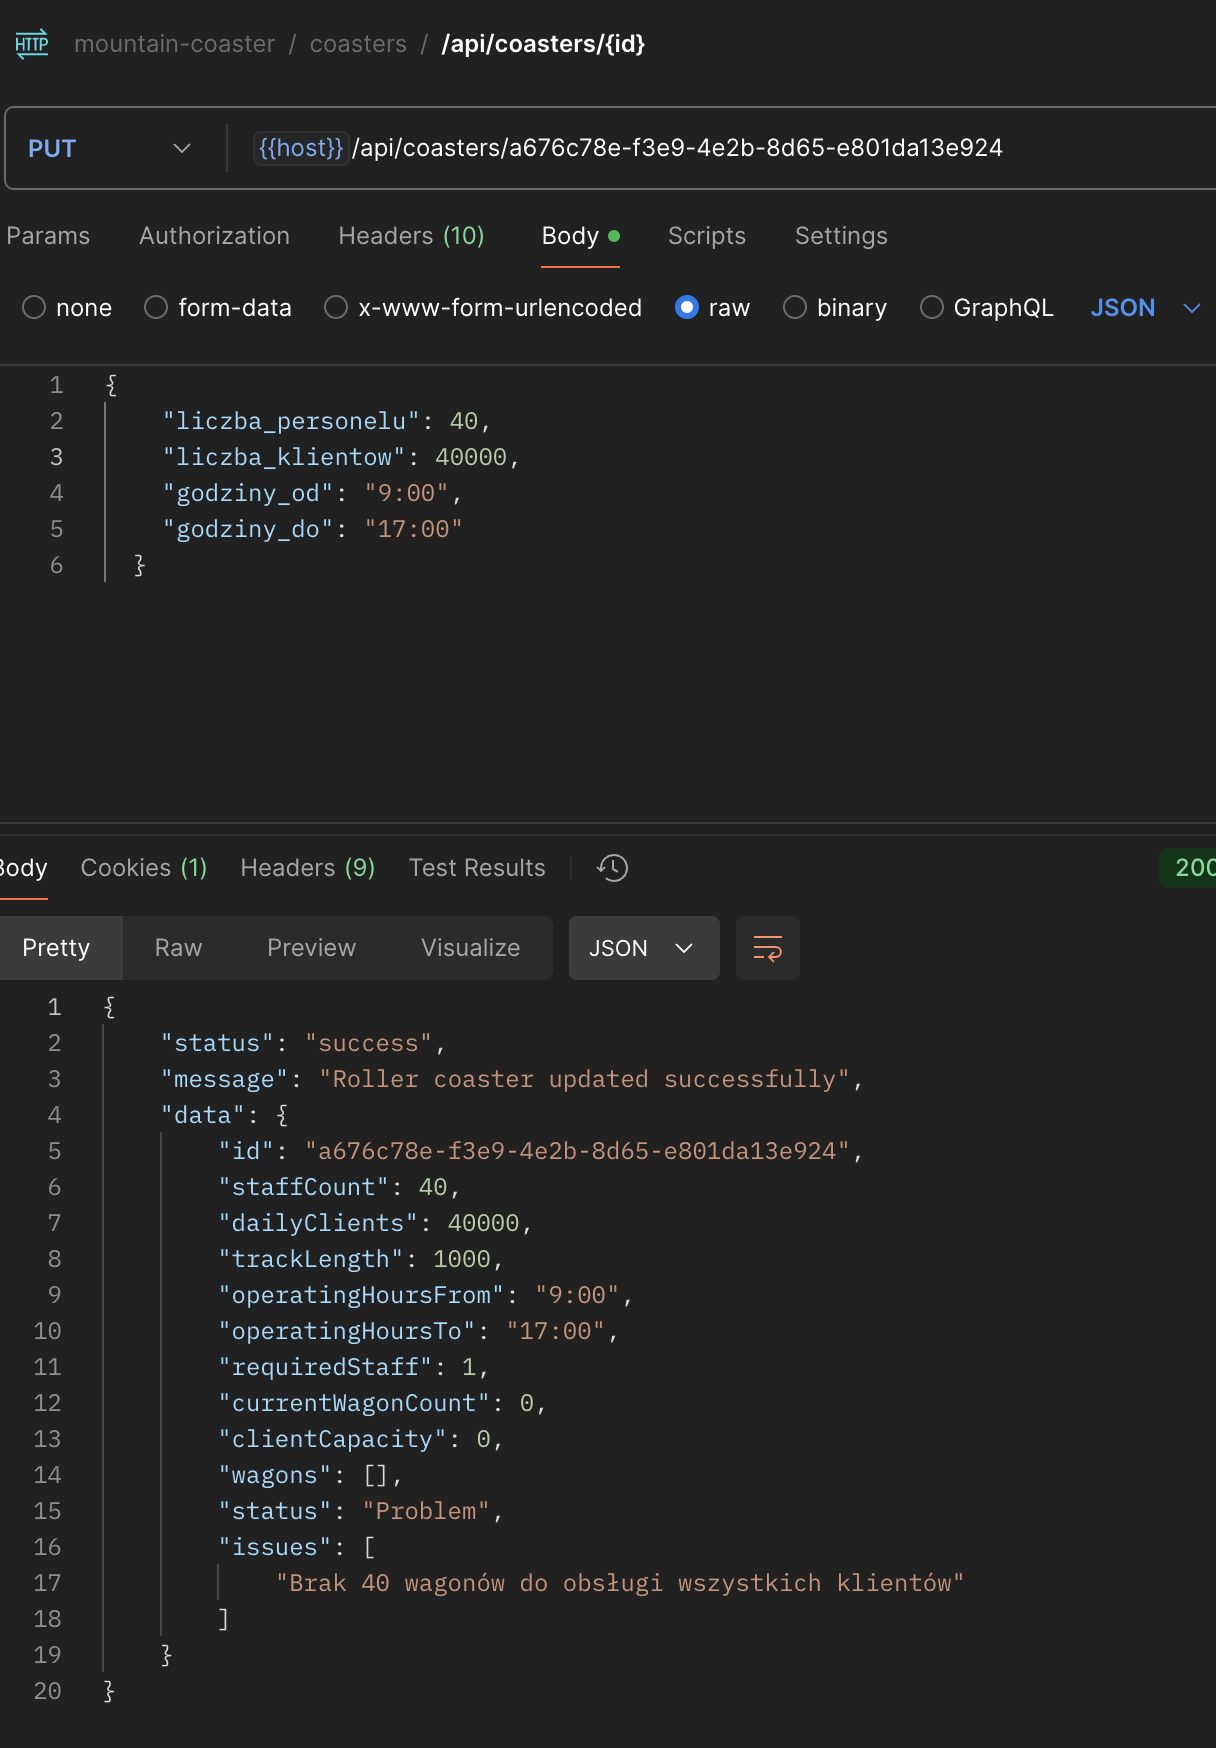 HTTP mountain-coaster / coasters / /api/coasters/{id}
PUT {{host}}/api/coasters/a676c78e-f3e9-4e2b-8d65-e801da13e924
Params Authorization Headers (10) Body Scripts Settings
none form-data x-www-form-urlencoded raw binary GraphQL JSON
1 {
2 "liczba_personelu": 40,
3 "liczba_klientow": 40000,
4 "godziny_od": "9:00",
5 "godziny_do": "17:00"
6 }
Body Cookies (1) Headers (9) Test Results 200
Pretty Raw Preview Visualize JSON
1 {
2 "status": "success",
3 "message": "Roller coaster updated successfully",
4 "data": {
5 "id": "a676c78e-f3e9-4e2b-8d65-e801da13e924",
6 "staffCount": 40,
7 "dailyClients": 40000,
8 "trackLength": 1000,
9 "operatingHoursFrom": "9:00",
10 "operatingHoursTo": "17:00",
11 "requiredStaff": 1,
12 "currentWagonCount": 0,
13 "clientCapacity": 0,
14 "wagons": [],
15 "status": "Problem",
16 "issues": [
17 "Brak 40 wagonów do obsługi wszystkich klientów"
18 ]
19 }
20 }